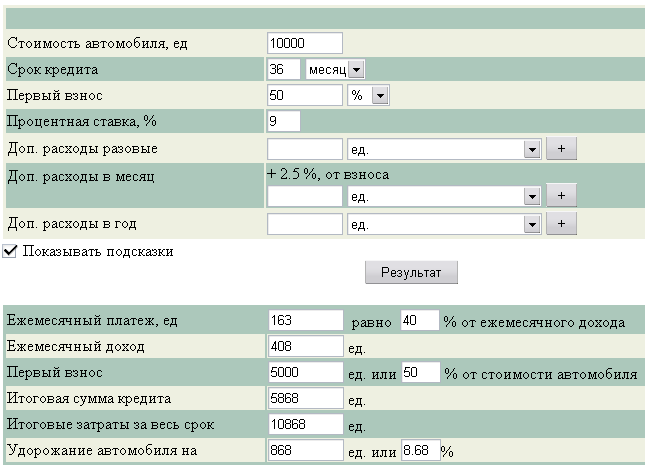 Стоимость автомобиля, ед 10000
Срок кредита 36 месяц
Первый взнос 50 %
Процентная ставка, % 9
Доп. расходы разовые ед. +
Доп. расходы в месяц + 2.5 %, от взноса
ед. +
Доп. расходы в год ед. +
Показывать подсказки
Результат
Ежемесячный платеж, ед 163 равно 40 % от ежемесячного дохода
Ежемесячный доход 408 ед.
Первый взнос 5000 ед. или 50 % от стоимости автомобиля
Итоговая сумма кредита 5868 ед.
Итоговые затраты за весь срок 10868 ед.
Удорожание автомобиля на 868 ед. или 8.68 %